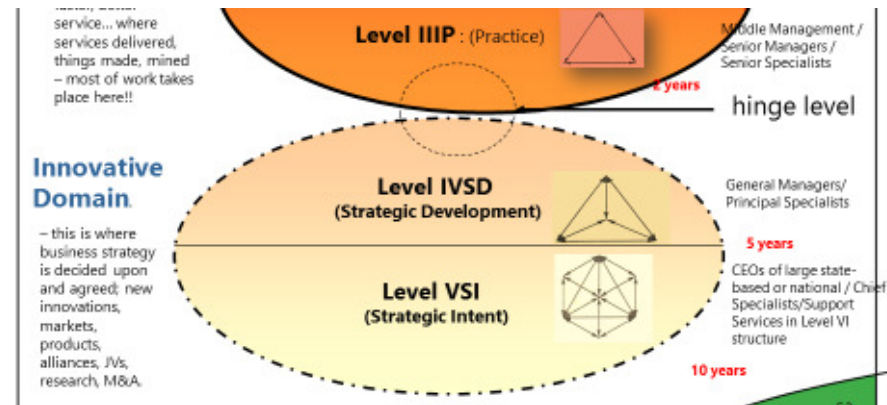 service... where
services delivered,
things made, mined
– most of work takes
place here!!
Level IIIP : (Practice)
Middle Management /
Senior Managers /
Senior Specialists
2 years
hinge level
Innovative
Domain.
– this is where
business strategy
is decided upon
and agreed; new
innovations,
markets,
products,
alliances, JVs,
research, M&A.
Level IVSD
(Strategic Development)
General Managers/
Principal Specialists
5 years
Level VSI
(Strategic Intent)
CEOs of large state-
based or national / Chief
Specialists/Support
Services in Level VI
structure
10 years